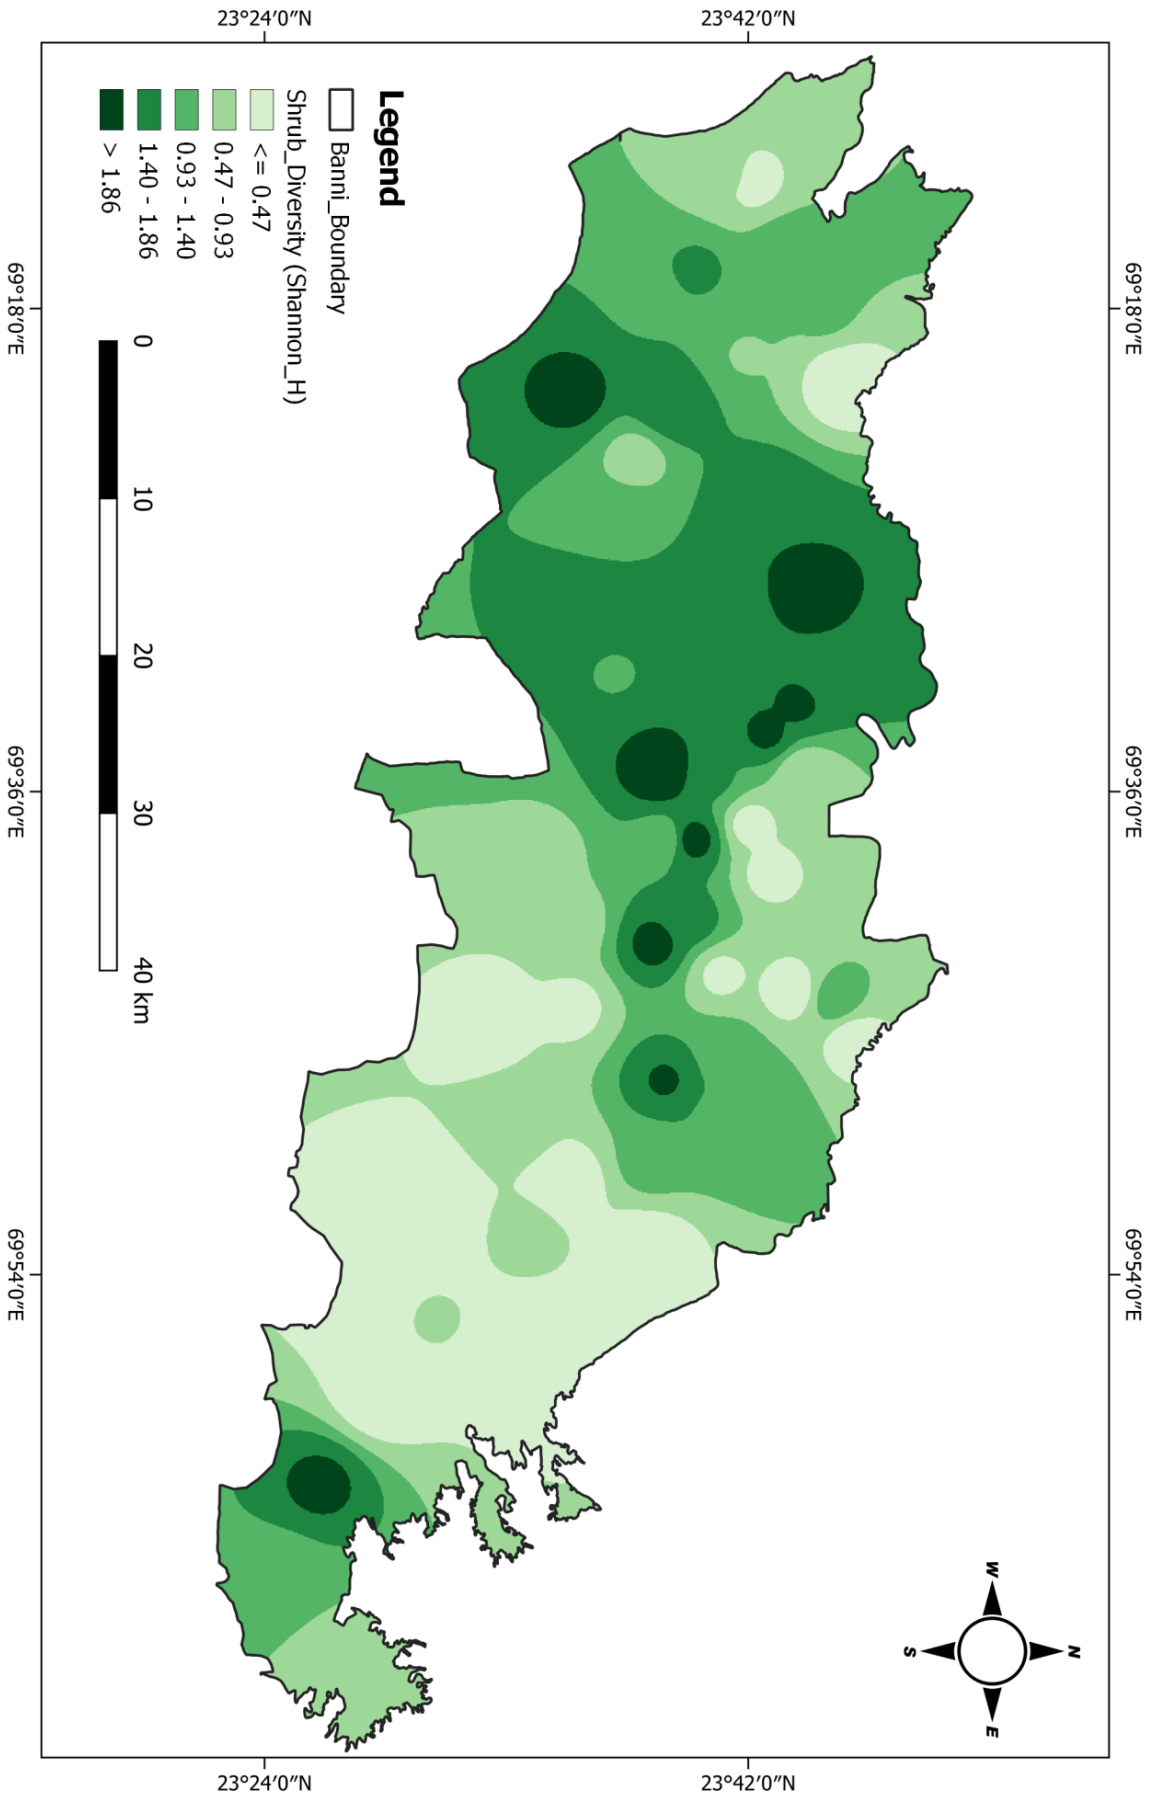 23°24′0″N
23°42′0″N
69°18′0″E
69°36′0″E
69°54′0″E
69°18′0″E
69°36′0″E
69°54′0″E
23°24′0″N
23°42′0″N
N
W
E
S
Legend
Banni_Boundary
Shrub_Diversity (Shannon_H)
<= 0.47
0.47 - 0.93
0.93 - 1.40
1.40 - 1.86
> 1.86
0 10 20 30 40 km